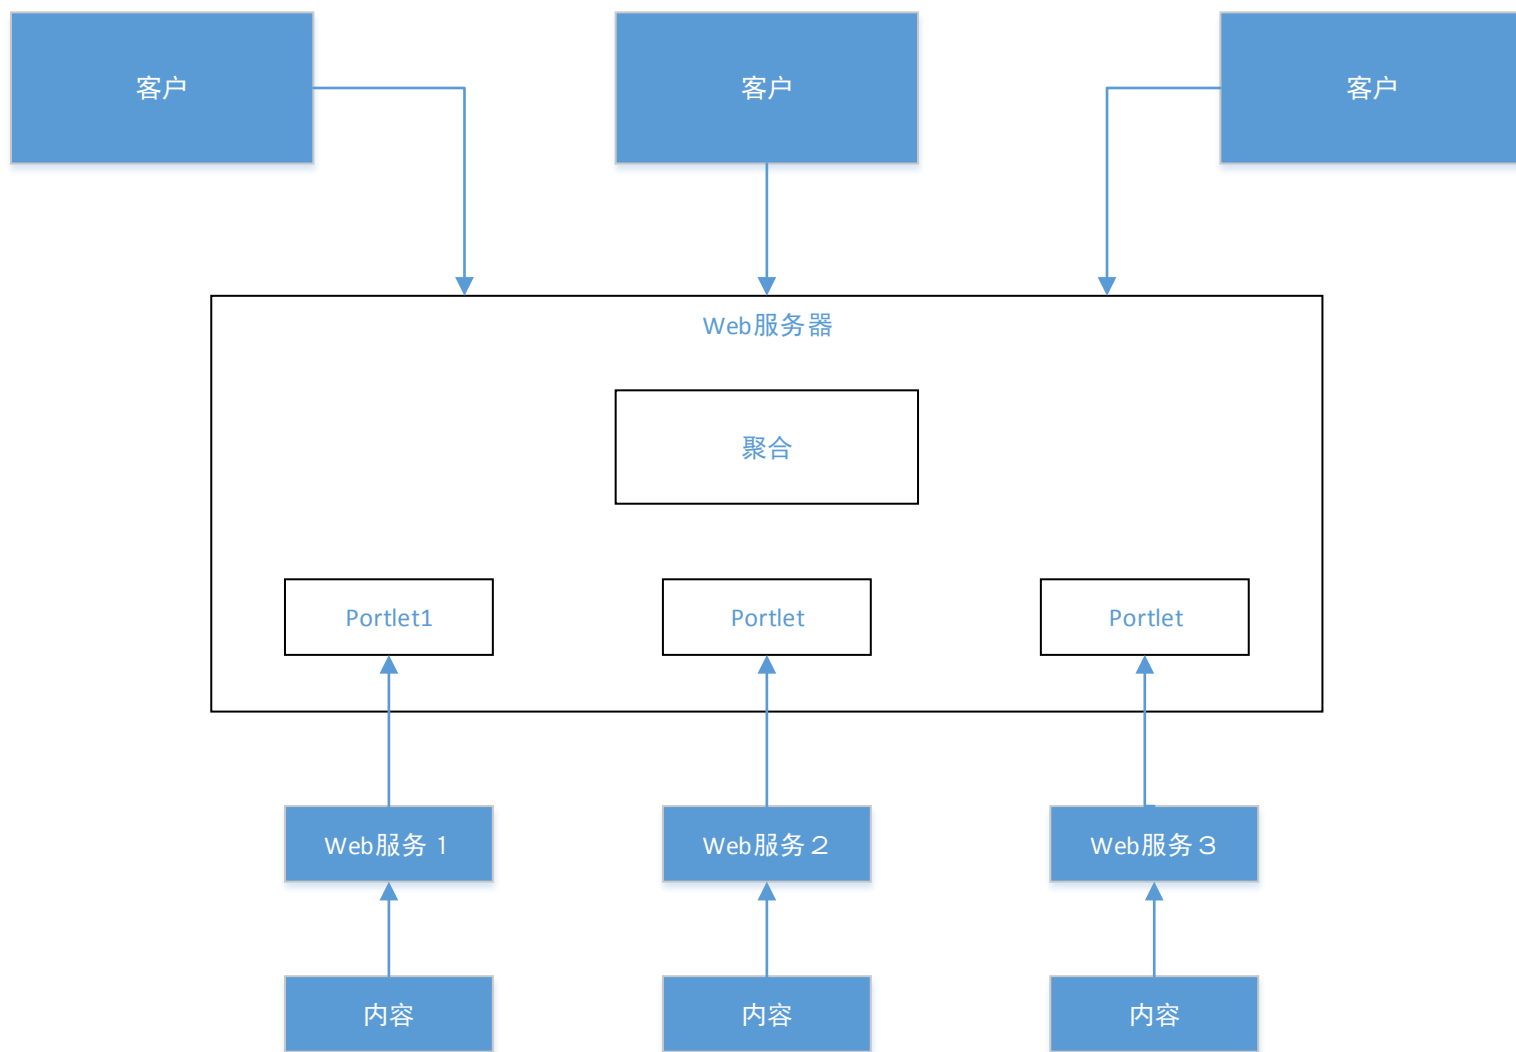 客户
客户
客户
Web服务器
聚合
Portlet1
Portlet
Portlet
Web服务１
Web服务２
Web服务３
内容
内容
内容